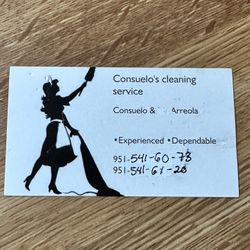 Consuelo's cleaning
service
Consuelo & Arreola
•Experienced •Dependable
951-541-60-78
951-541-61-28